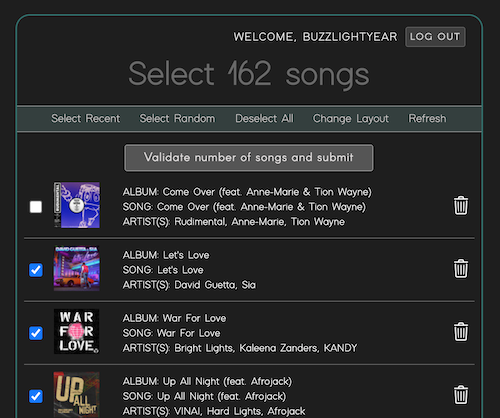 WELCOME, BUZZLIGHTYEAR
LOG OUT
Select 162 songs
Select Recent
Select Random
Deselect All
Change Layout
Refresh
Validate number of songs and submit
ALBUM: Come Over (feat. Anne-Marie & Tion Wayne)
SONG: Come Over (feat. Anne-Marie & Tion Wayne)
ARTIST(S): Rudimental, Anne-Marie, Tion Wayne
DAVID GUETTA & SIA
ALBUM: Let's Love
SONG: Let's Love
ARTIST(S): David Guetta, Sia
WAR
FOR
LOVE.
ALBUM: War For Love
SONG: War For Love
ARTIST(S): Bright Lights, Kaleena Zanders, KANDY
UP
ALL
NIGHT
ALBUM: Up All Night (feat. Afrojack)
SONG: Up All Night (feat. Afrojack)
ARTIST(S): VINAI, Hard Lights, Afrojack